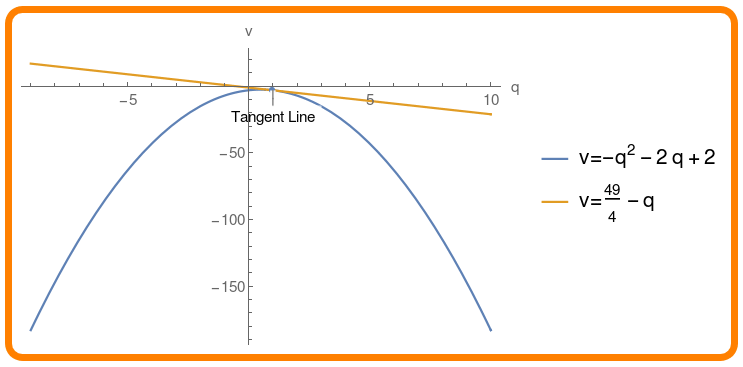 v
q
−5
5
10
Tangent Line
−50
−100
−150
v=−q² − 2 q + 2
v=49/4 − q